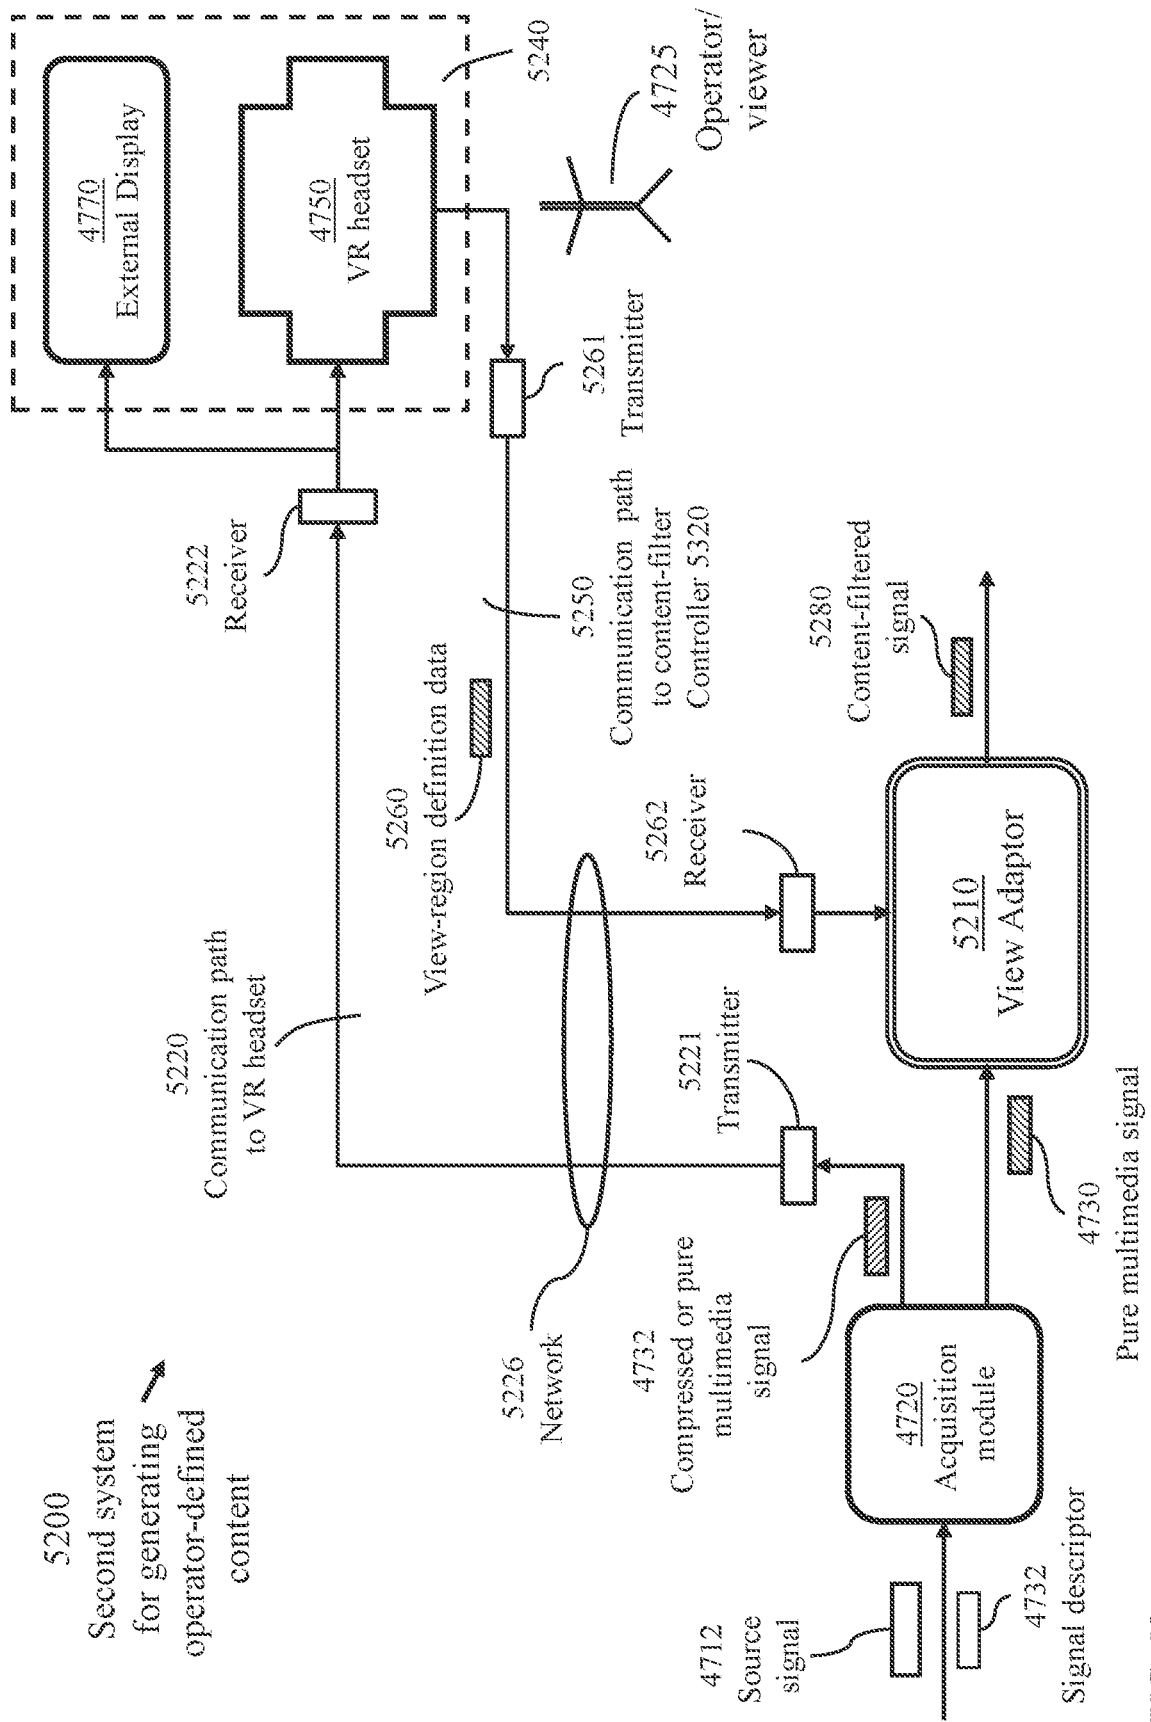 5200
Second system
for generating
operator-defined
content
4770
External Display
4750
VR headset
5240
4725
Operator/
viewer
5222
Receiver
5220
Communication path
to VR headset
5261
Transmitter
5260
View-region definition data
5250
Communication path
to content-filter
Controller 5320
5226
Network
5262
Receiver
5221
Transmitter
4732
Compressed or pure
multimedia
signal
5280
Content-filtered
signal
5210
View Adaptor
4720
Acquisition
module
4712
Source
signal
4732
Signal descriptor
4730
Pure multimedia signal